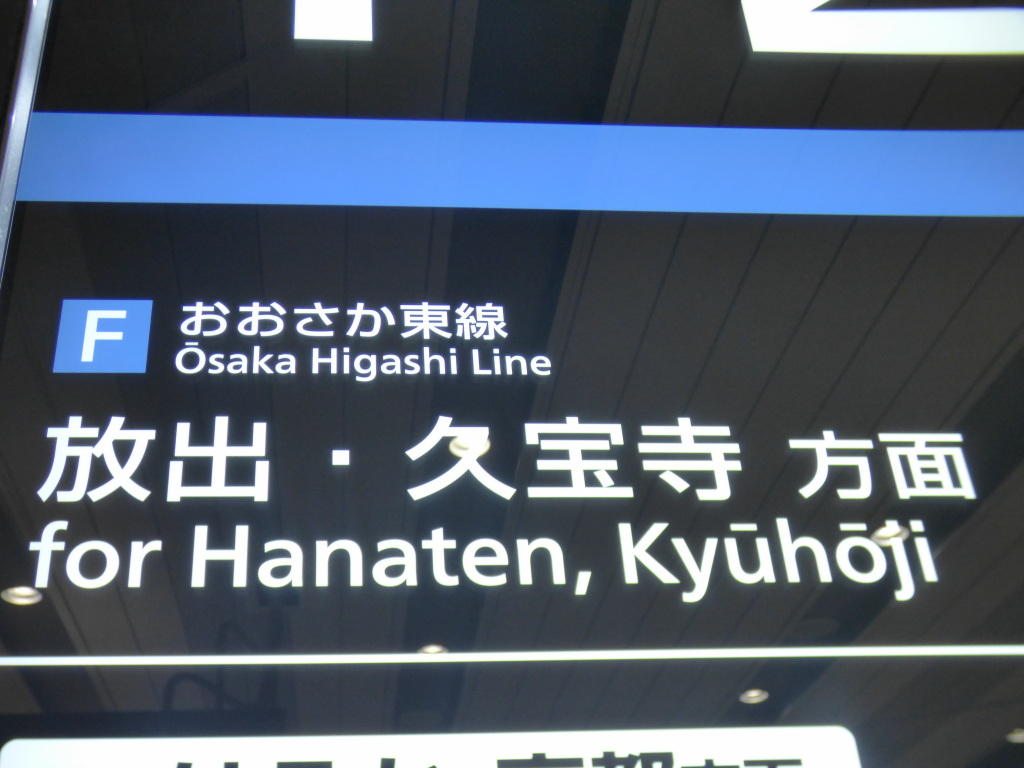 F おおさか東線
Ōsaka Higashi Line
放出・久宝寺 方面
for Hanaten, Kyūhōji